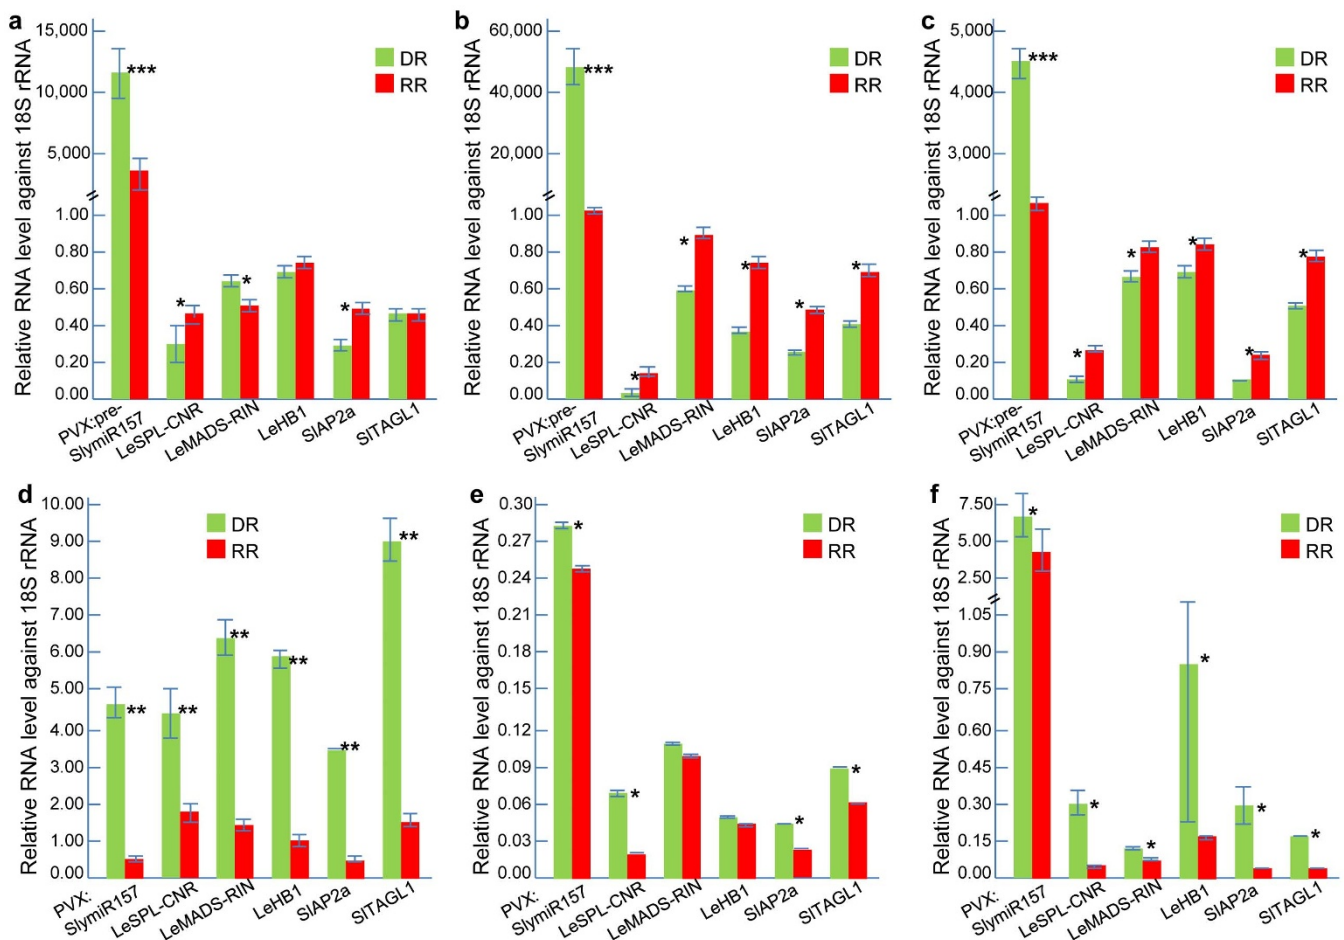 a
Relative RNA level against 18S rRNA
15,000
10,000
5,000
1.00
0.80
0.60
0.40
0.20
0.00
***
*
*
*
DR
RR
PVX:pre-
SlymiR157
LeSPL-CNR
LeMADS-RIN
LeHB1
SlAP2a
SlTAGL1
b
Relative RNA level against 18S rRNA
60,000
40,000
20,000
1.00
0.80
0.60
0.40
0.20
0.00
***
*
*
*
*
*
DR
RR
PVX:pre-
SlymiR157
LeSPL-CNR
LeMADS-RIN
LeHB1
SlAP2a
SlTAGL1
c
Relative RNA level against 18S rRNA
5,000
4,000
3,000
1.00
0.80
0.60
0.40
0.20
0.00
***
*
*
*
*
*
DR
RR
PVX:pre-
SlymiR157
LeSPL-CNR
LeMADS-RIN
LeHB1
SlAP2a
SlTAGL1
d
Relative RNA level against 18S rRNA
10.00
9.00
8.00
7.00
6.00
5.00
4.00
3.00
2.00
1.00
0.00
**
**
**
**
**
**
DR
RR
PVX:
SlymiR157
LeSPL-CNR
LeMADS-RIN
LeHB1
SlAP2a
SlTAGL1
e
Relative RNA level against 18S rRNA
0.30
0.27
0.24
0.21
0.18
0.15
0.12
0.09
0.06
0.03
0.00
*
*
*
*
DR
RR
PVX:
SlymiR157
LeSPL-CNR
LeMADS-RIN
LeHB1
SlAP2a
SlTAGL1
f
Relative RNA level against 18S rRNA
7.50
5.00
2.50
1.05
0.90
0.75
0.60
0.45
0.30
0.15
0.00
*
*
*
*
*
*
DR
RR
PVX:
SlymiR157
LeSPL-CNR
LeMADS-RIN
LeHB1
SlAP2a
SlTAGL1